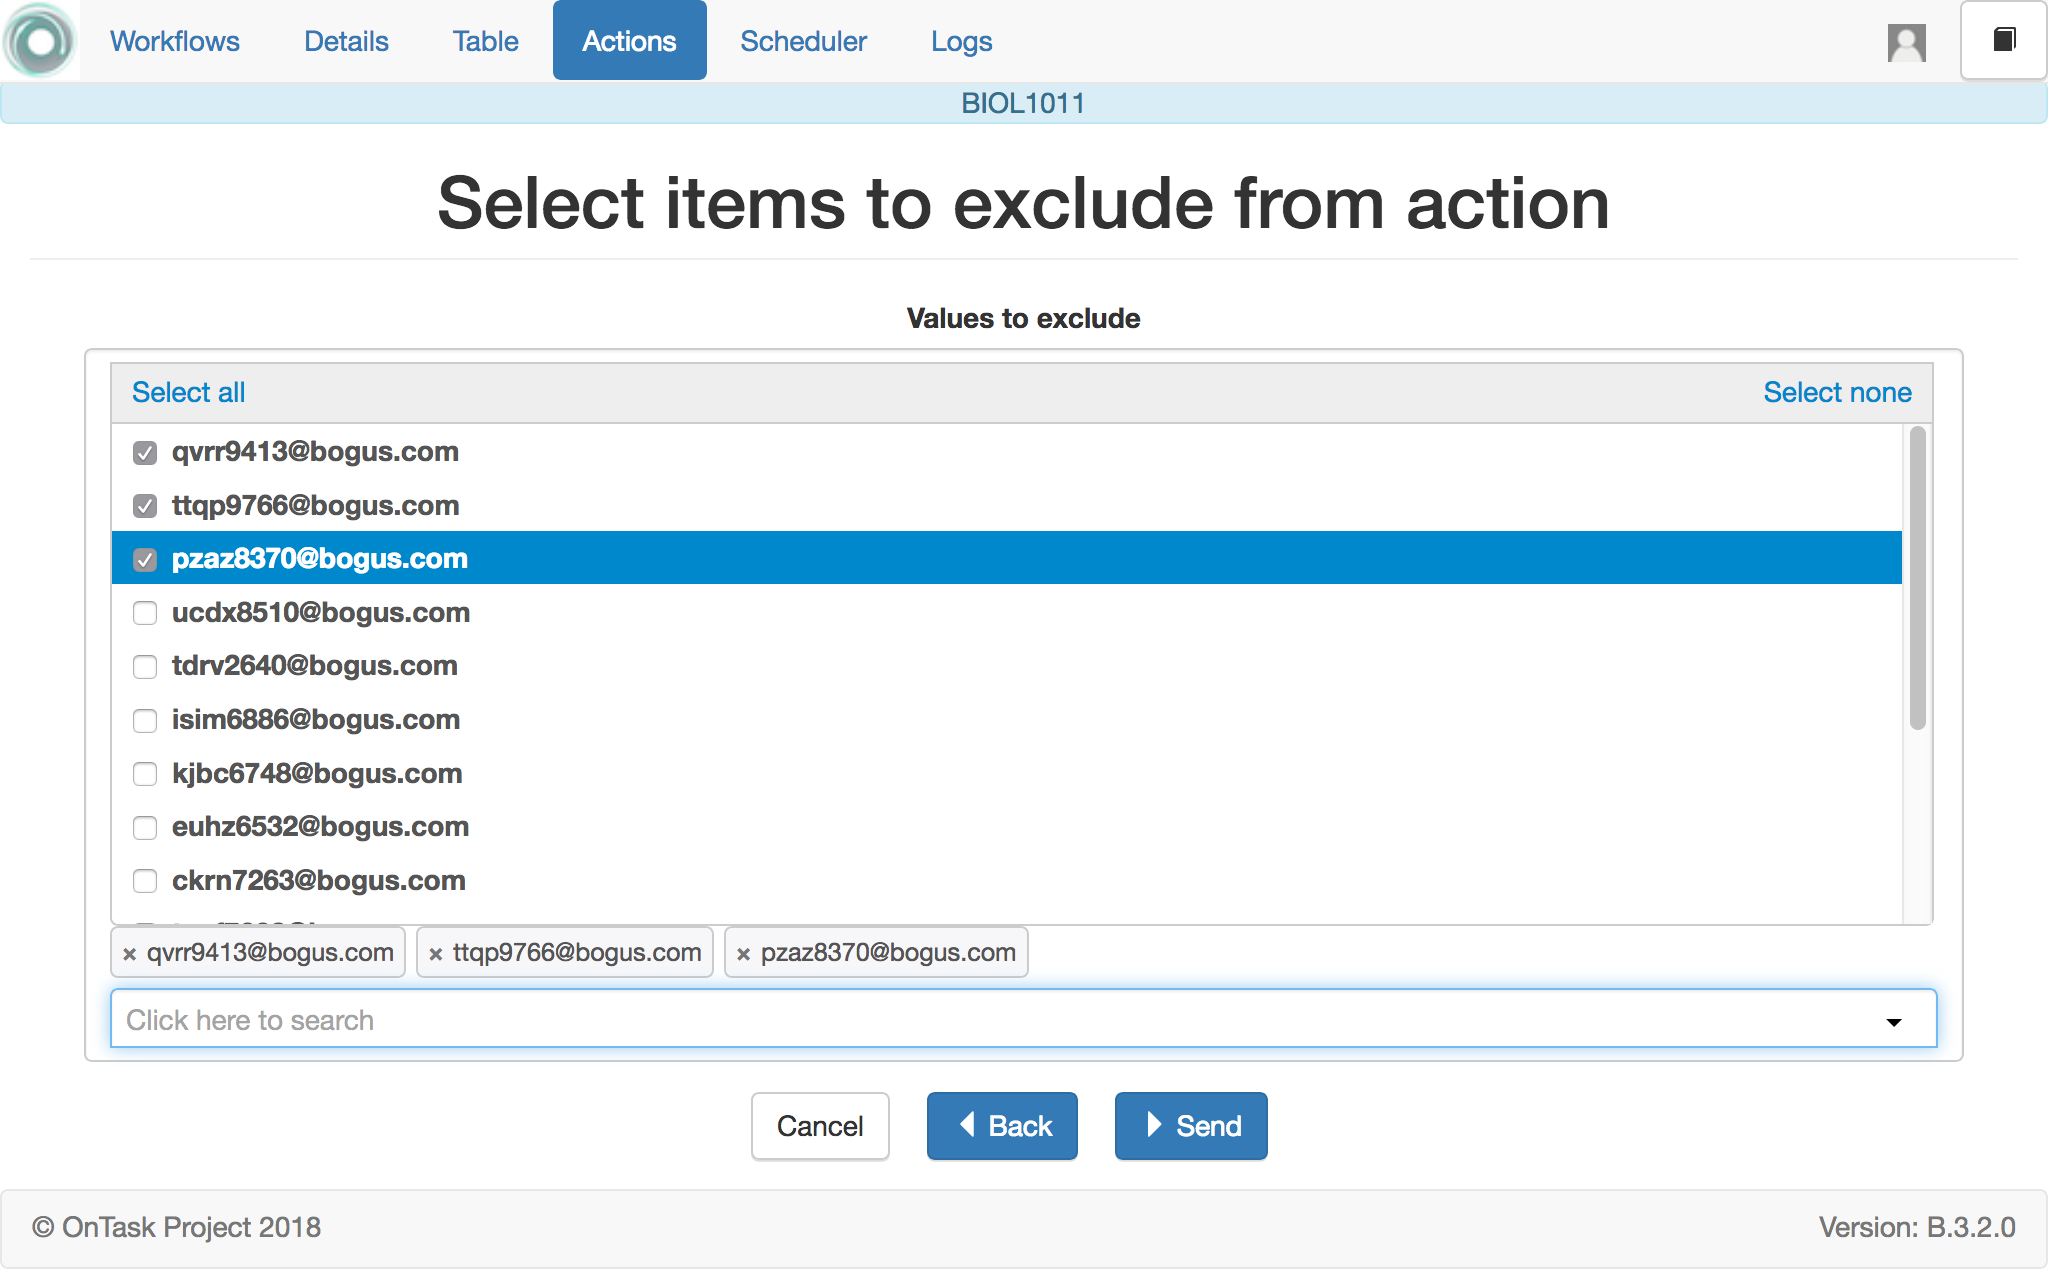 Workflows Details Table Actions Scheduler Logs
BIOL1011
Select items to exclude from action
Values to exclude
Select all Select none
qvrr9413@bogus.com
ttqp9766@bogus.com
pzaz8370@bogus.com
ucdx8510@bogus.com
tdrv2640@bogus.com
isim6886@bogus.com
kjbc6748@bogus.com
euhz6532@bogus.com
ckrn7263@bogus.com
× qvrr9413@bogus.com × ttqp9766@bogus.com × pzaz8370@bogus.com
Click here to search
Cancel Back Send
© OnTask Project 2018 Version: B.3.2.0